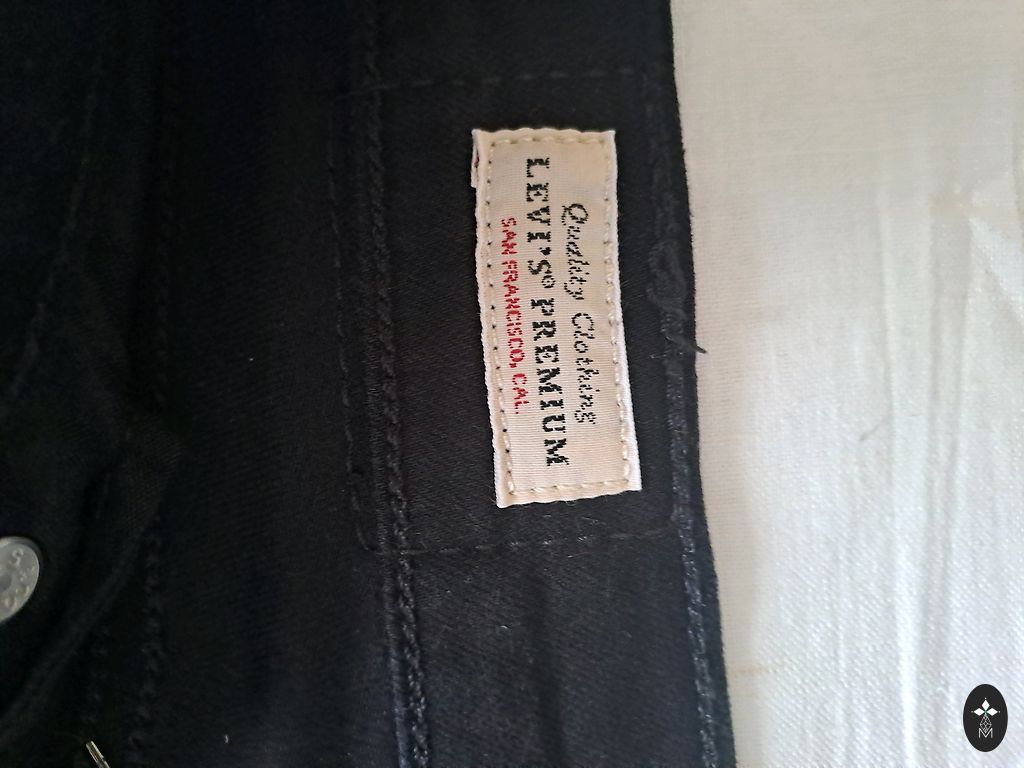 Quality Clothing
LEVI'S® PREMIUM
SAN FRANCISCO, CAL.